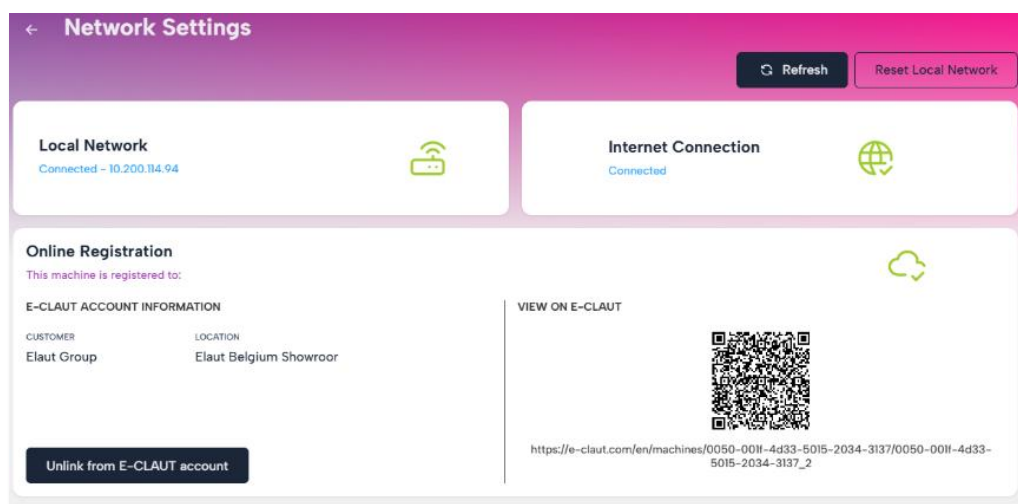 ← Network Settings
Refresh
Reset Local Network
Local Network
Connected - 10.200.114.94
Internet Connection
Connected
Online Registration
This machine is registered to:
E-CLAUT ACCOUNT INFORMATION
CUSTOMER
LOCATION
Elaut Group
Elaut Belgium Showroor
Unlink from E-CLAUT account
VIEW ON E-CLAUT
https://e-claut.com/en/machines/0050-001f-4d33-5015-2034-3137/0050-001f-4d33-
5015-2034-3137_2